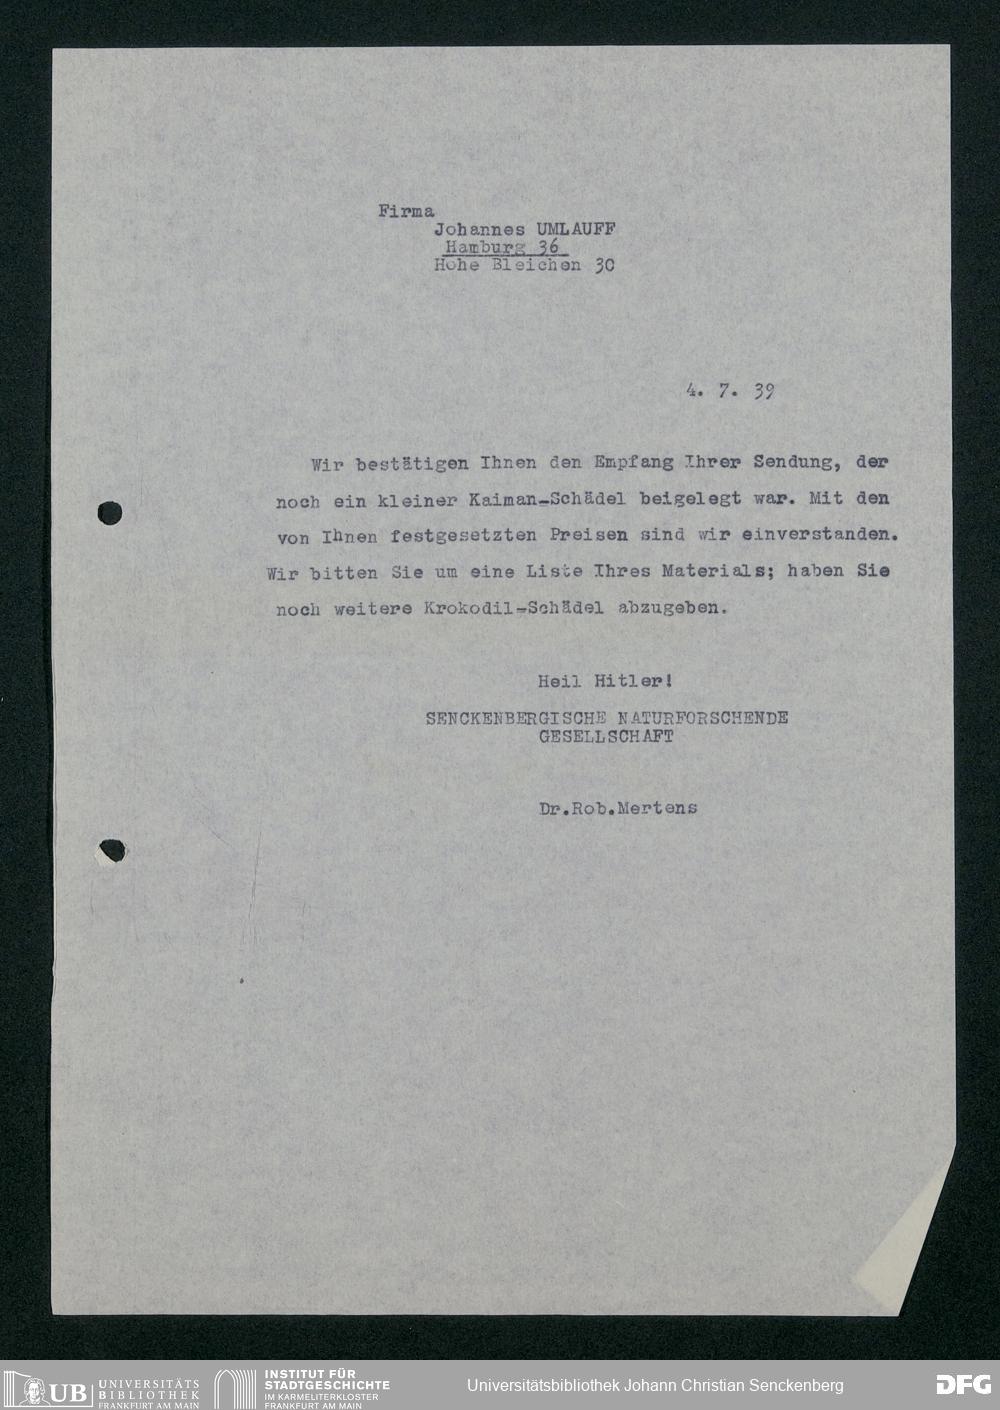 Firma
Johannes UMLAUFF
Hamburg 36
Hohe Bleichen 30
4. 7. 39
Wir bestätigen Ihnen den Empfang Ihrer Sendung, der
noch ein kleiner Kaiman-Schädel beigelegt war. Mit den
von Ihnen festgesetzten Preisen sind wir einverstanden.
Wir bitten Sie um eine Liste Ihres Materials; haben Sie
noch weitere Krokodil-Schädel abzugeben.
Heil Hitler!
SENCKENBERGISCHE NATURFORSCHENDE
GESELLSCHAFT
Dr.Rob.Mertens
UB
UNIVERSITÄTS
BIBLIOTHEK
FRANKFURT AM MAIN
INSTITUT FÜR
STADTGESCHICHTE
IM KARMELITERKLOSTER
FRANKFURT AM MAIN
Universitätsbibliothek Johann Christian Senckenberg
DFG